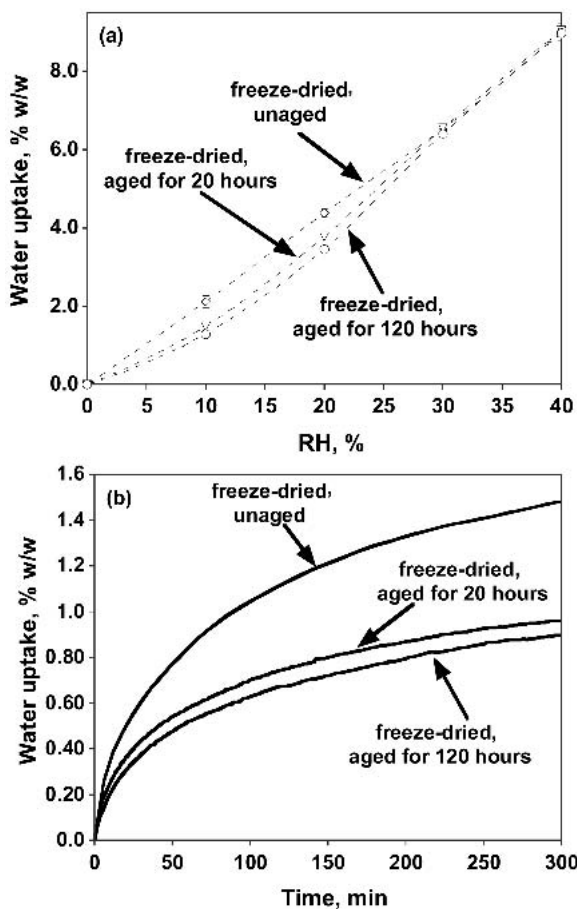 (a)
Water uptake, % w/w
8.0
6.0
4.0
2.0
0.0
freeze-dried,
unaged
freeze-dried,
aged for 20 hours
freeze-dried,
aged for 120 hours
0 5 10 15 20 25 30 35 40
RH, %
(b)
Water uptake, % w/w
1.6
1.4
1.2
1.0
0.80
0.60
0.40
0.20
0.0
freeze-dried,
unaged
freeze-dried,
aged for 20 hours
freeze-dried,
aged for 120 hours
0 50 100 150 200 250 300
Time, min